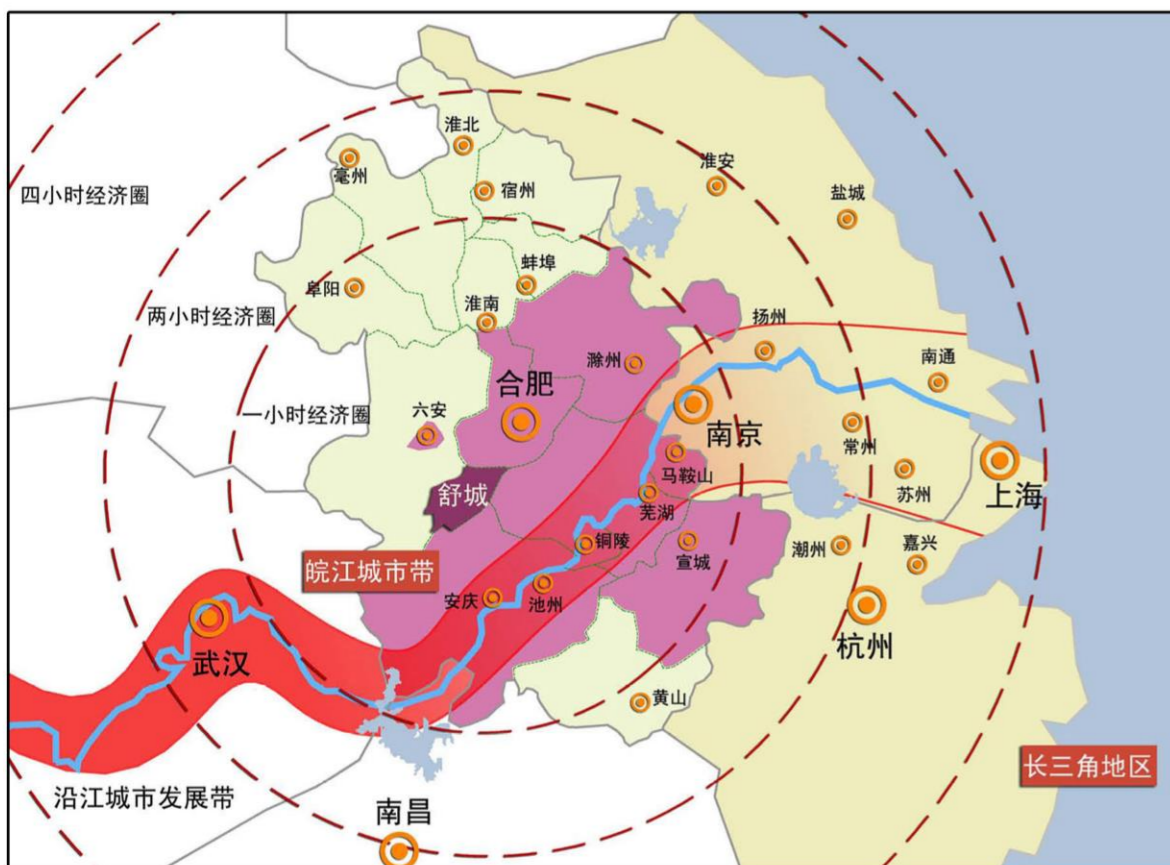 淮北
亳州
淮安
四小时经济圈
宿州
盐城
蚌埠
阜阳
两小时经济圈
淮南
扬州
滁州
南通
合肥
一小时经济圈
六安
南京
常州
马鞍山
舒城
苏州
上海
芜湖
铜陵
宣城
潮州
嘉兴
皖江城市带
安庆
池州
杭州
武汉
黄山
长三角地区
沿江城市发展带
南昌